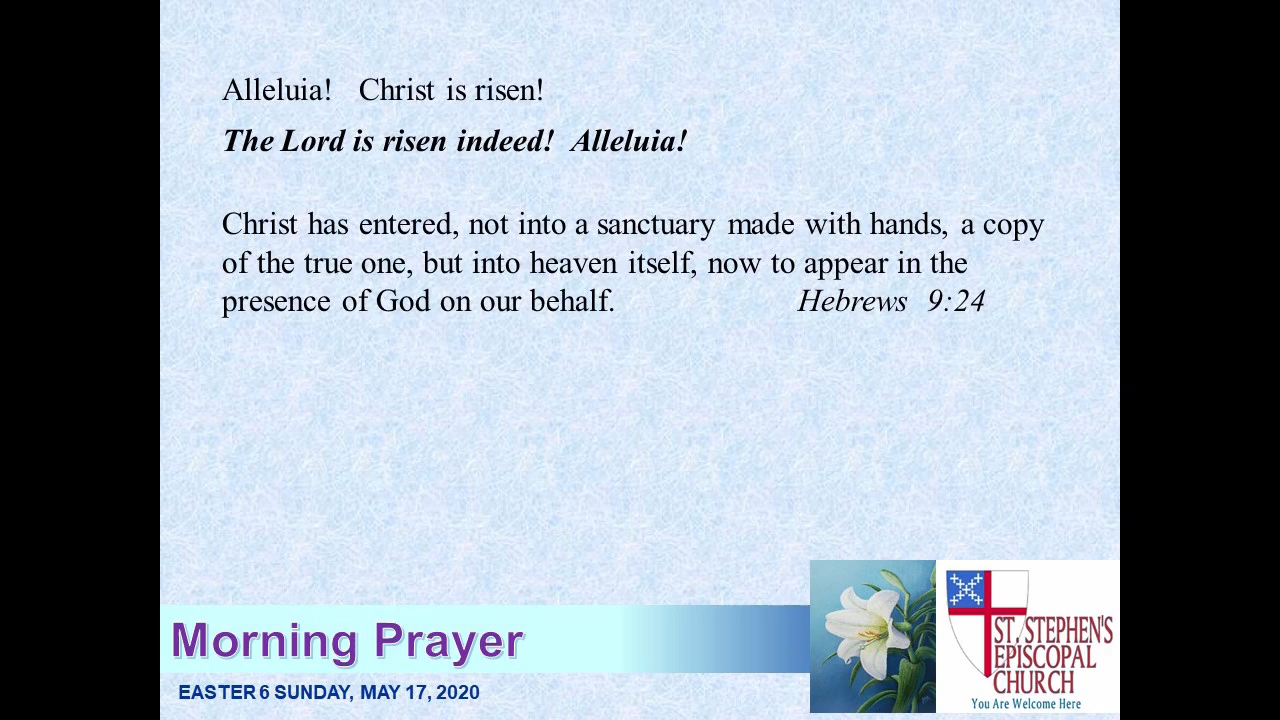 Alleluia! Christ is risen!
The Lord is risen indeed! Alleluia!
Christ has entered, not into a sanctuary made with hands, a copy
of the true one, but into heaven itself, now to appear in the
presence of God on our behalf. Hebrews 9:24
Morning Prayer
EASTER 6 SUNDAY, MAY 17, 2020
ST. STEPHEN'S
EPISCOPAL
CHURCH
You Are Welcome Here